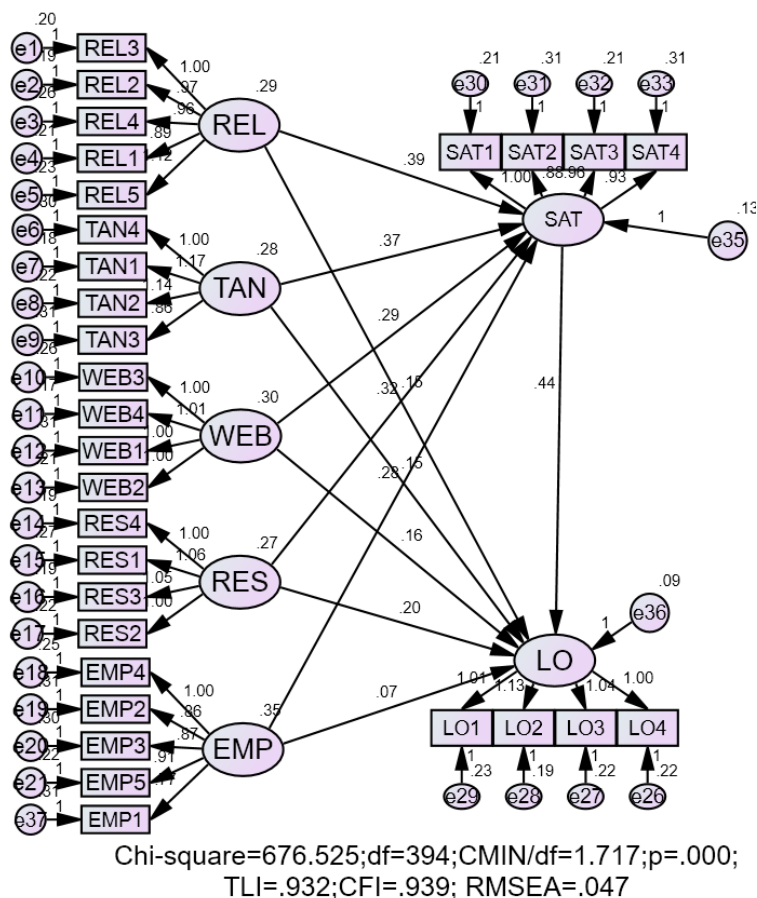 .20
e1 1 REL3
.19
e2 1 REL2
.26
e3 1 REL4
.21
e4 1 REL1
.23
e5 1 REL5
1.00
.97
.96
.89
.29
REL
.30
e6 1 TAN4
.18
e7 1 TAN1
.22
e8 1 TAN2
.31
e9 1 TAN3
1.00
1.17
.86
.28
TAN
.26
e10 1 WEB3
.17
e11 1 WEB4
.31
e12 1 WEB1
.21
e13 1 WEB2
1.00
1.01
.30
WEB
.19
e14 1 RES4
.27
e15 1 RES1
.19
e16 1 RES3
.22
e17 1 RES2
1.00
1.06
.27
RES
.25
e18 1 EMP4
.31
e19 1 EMP2
.30
e20 1 EMP3
.22
e21 1 EMP5
.31
e37 1 EMP1
1.00
.86
.87
.91
.35
EMP
.39
.37
.29
.32
.28
.15
.15
.16
.20
.07
.44
.21 .31 .21 .31
e30 e31 e32 e33
1 1 1 1
SAT1 SAT2 SAT3 SAT4
1.00 .88 .96 .93
SAT
1
.13
e35
.09
e36
1
LO
1.01 1.13 1.04 1.00
LO1 LO2 LO3 LO4
1 1 1 1
.23 .19 .22 .22
e29 e28 e27 e26
Chi-square=676.525;df=394;CMIN/df=1.717;p=.000;
TLI=.932;CFI=.939; RMSEA=.047